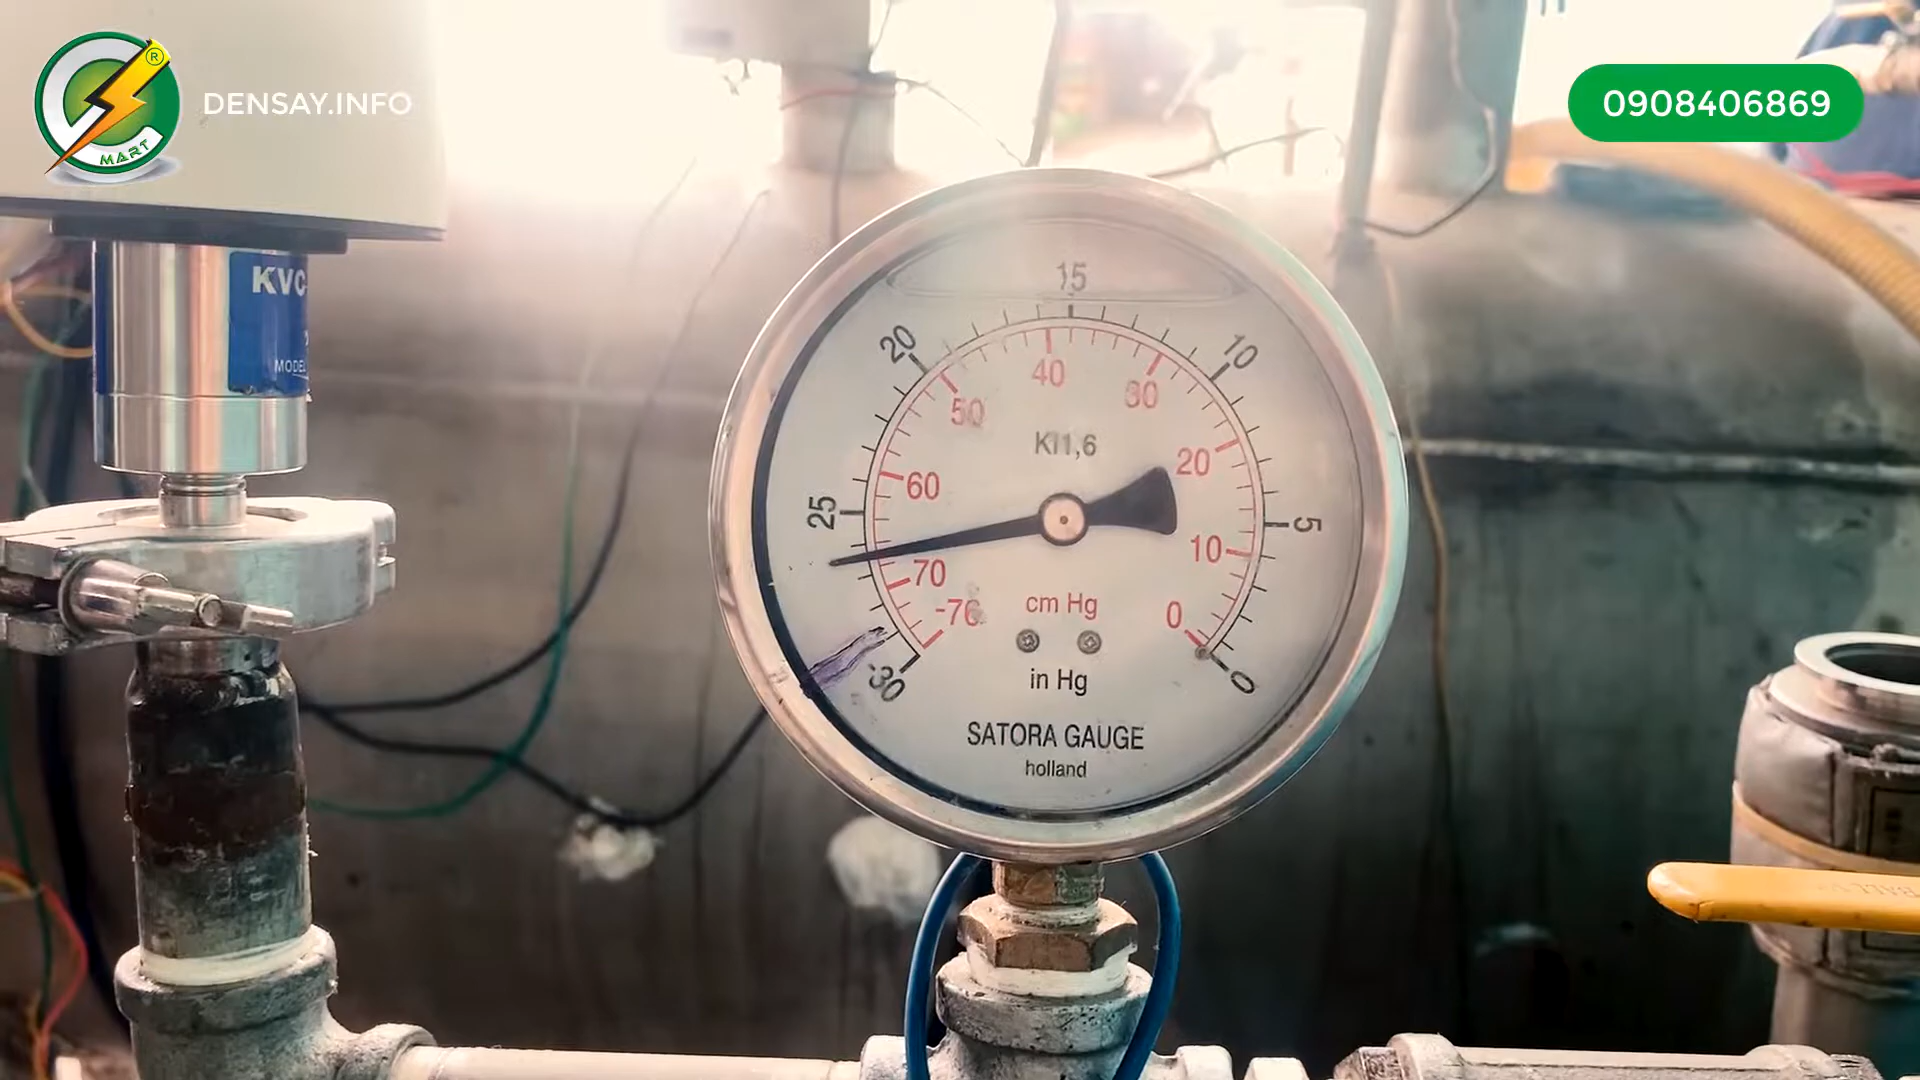 MART
®
DENSAY.INFO
0908406869
KVC
MODEL
15
20
10
40
50
30
Kl1,6
20
60
25
5
10
70
-76
cm Hg
0
-30
in Hg
0
SATORA GAUGE
holland